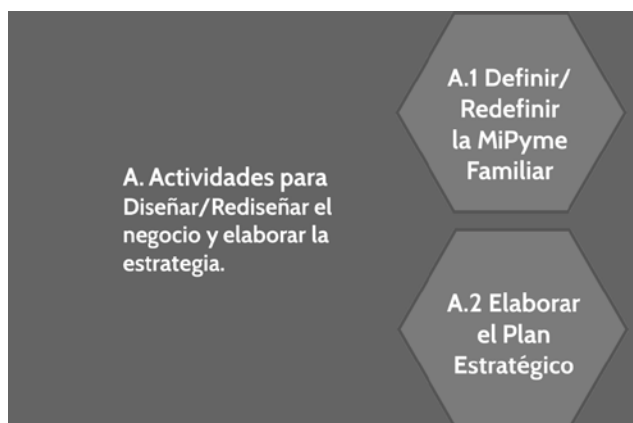 A. Actividades para
Diseñar/Rediseñar el
negocio y elaborar la
estrategia.
A.1 Definir/
Redefinir
la MiPyme
Familiar
A.2 Elaborar
el Plan
Estratégico